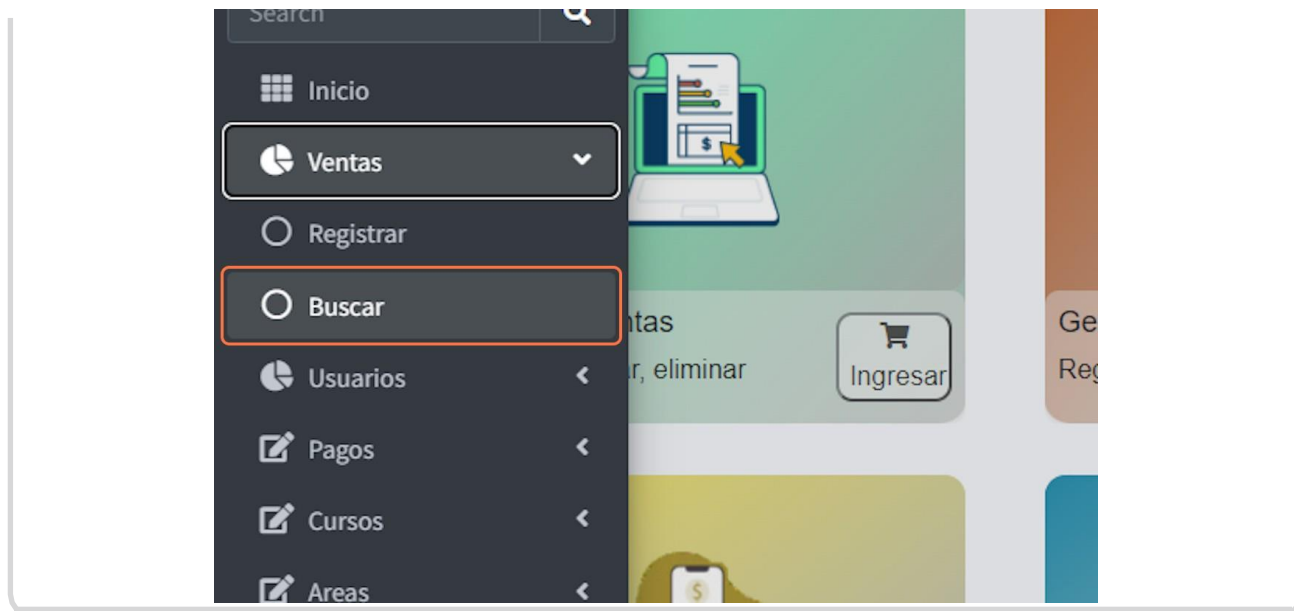 Search
Inicio
Ventas
Registrar
Buscar
Usuarios
Pagos
Cursos
Areas
ntas
r, eliminar
Ingresar
Ge
Reg
$
$